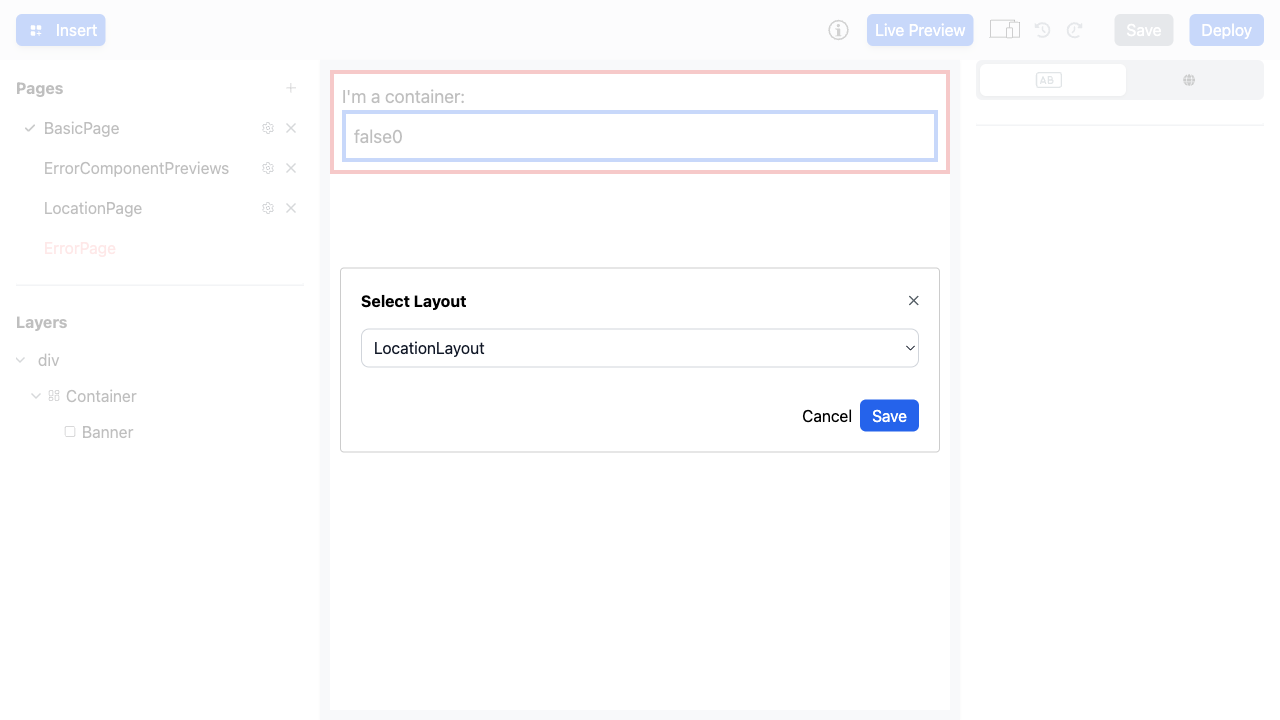 Insert
Live Preview
Save
Deploy
Pages
BasicPage
ErrorComponentPreviews
LocationPage
ErrorPage
Layers
div
Container
Banner
I'm a container:
false0
Select Layout
LocationLayout
Cancel
Save
AB